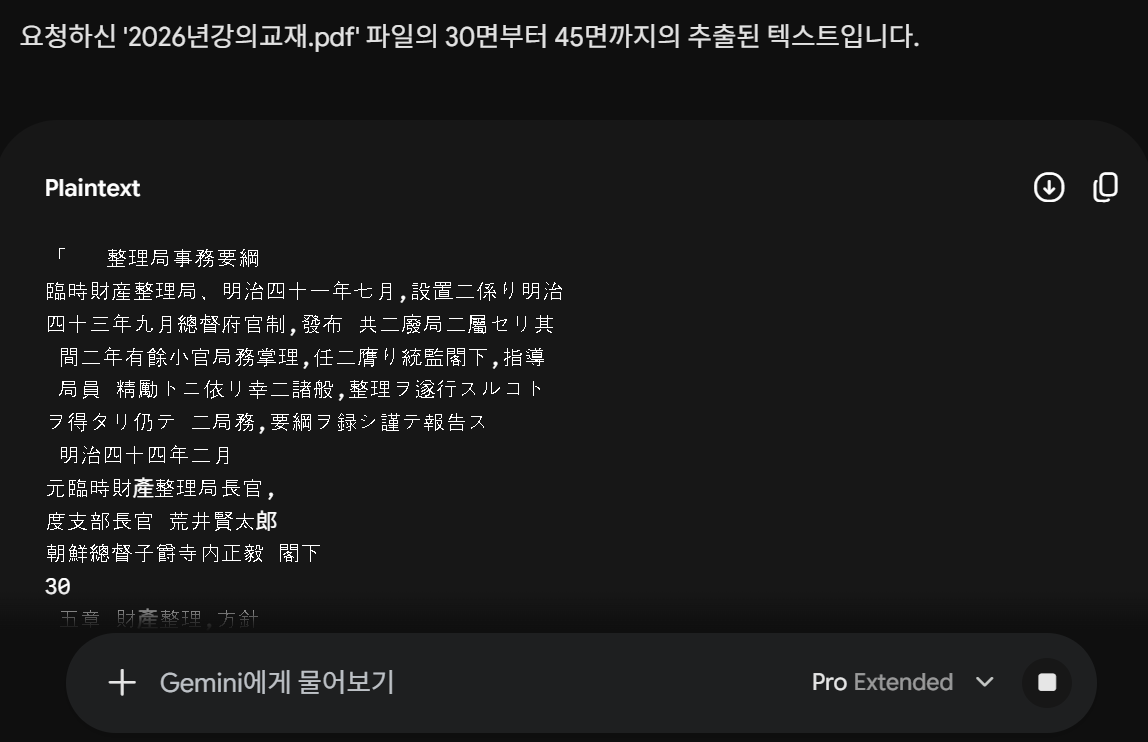 요청하신 '2026년강의교재.pdf' 파일의 30면부터 45면까지의 추출된 텍스트입니다.
Plaintext
「 整理局事務要綱
臨時財産整理局、明治四十一年七月,設置二係り明治
四十三年九月總督府官制,發布 共二廢局二屬セリ其
間二年有餘小官局務掌理,任二膺り統監閣下,指導
局員 精勵トニ依リ幸二諸般,整理ヲ遂行スルコト
ヲ得タリ仍テ 二局務,要綱ヲ録シ謹テ報告ス
明治四十四年二月
元臨時財產整理局長官,
度支部長官 荒井賢太郎
朝鮮總督子爵寺内正毅 閣下
30
五章 財產整理,方針
Gemini에게 물어보기
Pro Extended